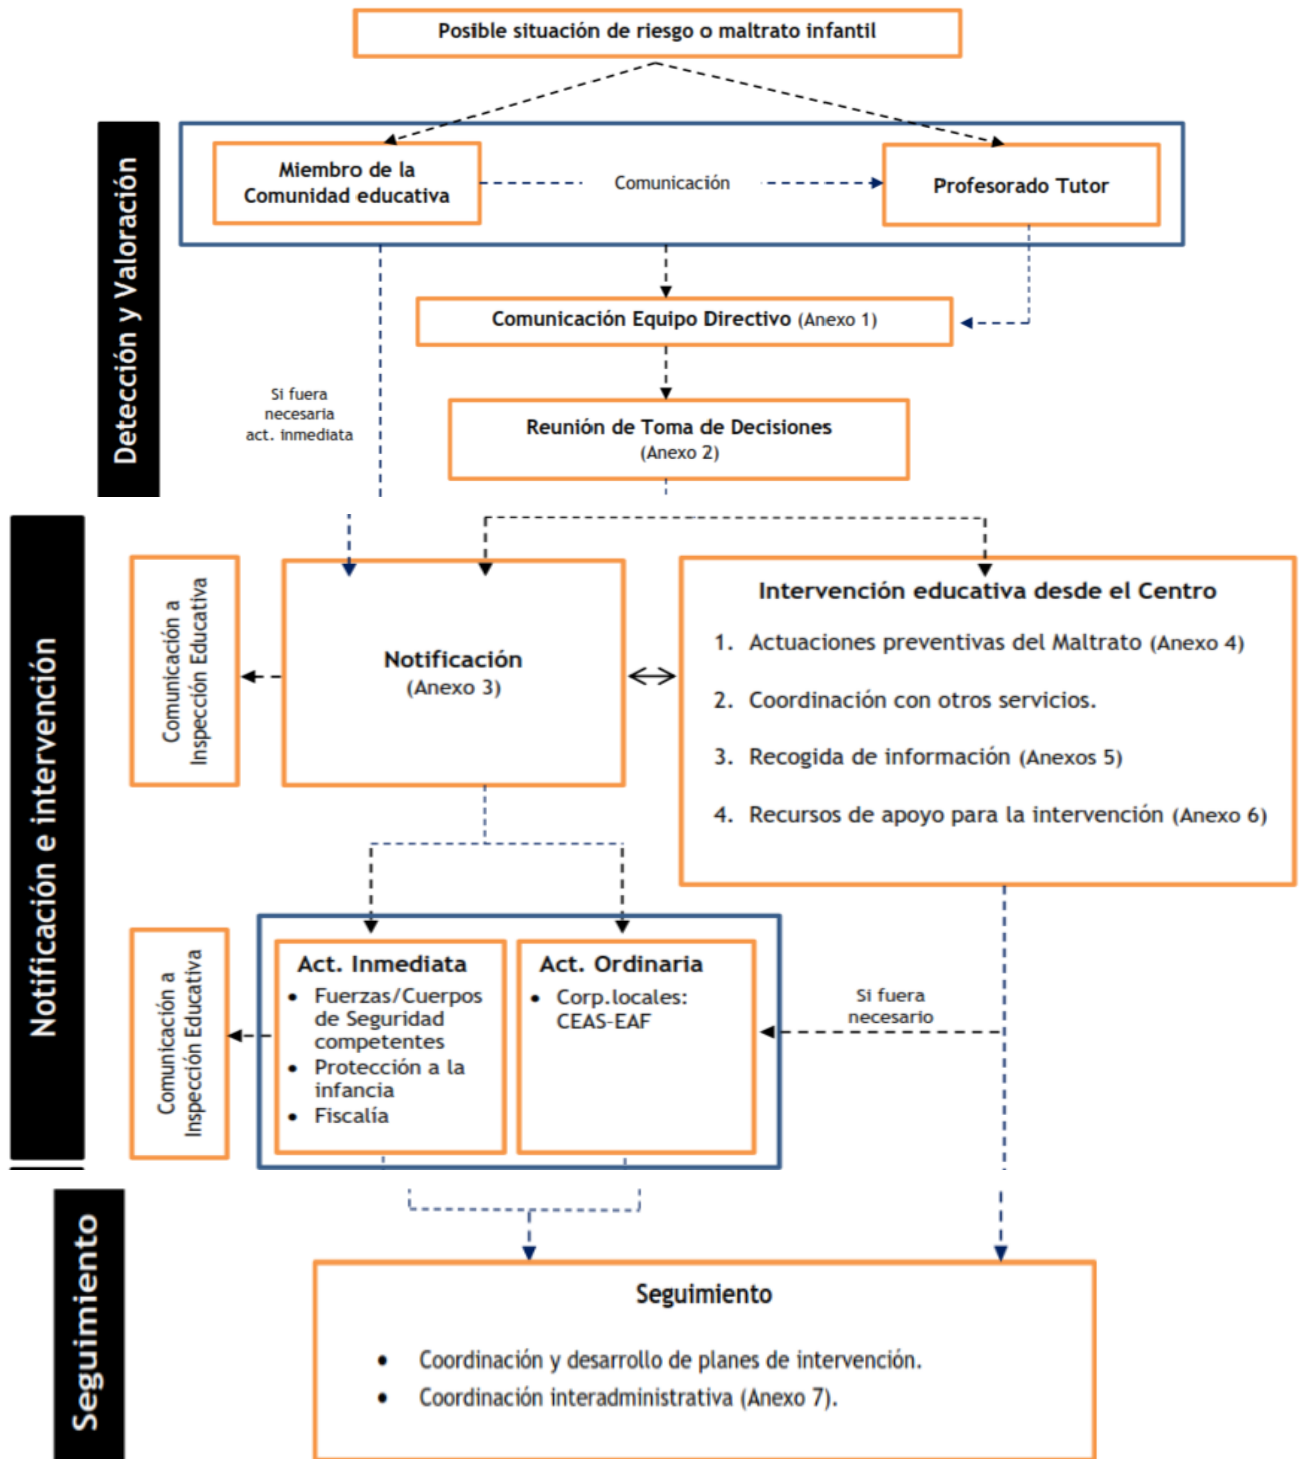 Posible situación de riesgo o maltrato infantil
Detección y Valoración
Miembro de la
Comunidad educativa
Comunicación
Profesorado Tutor
Comunicación Equipo Directivo (Anexo 1)
Si fuera
necesaria
act. inmediata
Reunión de Toma de Decisiones
(Anexo 2)
Notificación e intervención
Comunicación a
Inspección Educativa
Notificación
(Anexo 3)
Intervención educativa desde el Centro
1. Actuaciones preventivas del Maltrato (Anexo 4)
2. Coordinación con otros servicios.
3. Recogida de información (Anexos 5)
4. Recursos de apoyo para la intervención (Anexo 6)
Comunicación a
Inspección Educativa
Act. Inmediata
• Fuerzas/Cuerpos
de Seguridad
competentes
• Protección a la
infancia
• Fiscalía
Act. Ordinaria
• Corp.locales:
CEAS-EAF
Si fuera
necesario
Seguimiento
Seguimiento
• Coordinación y desarrollo de planes de intervención.
• Coordinación interadministrativa (Anexo 7).